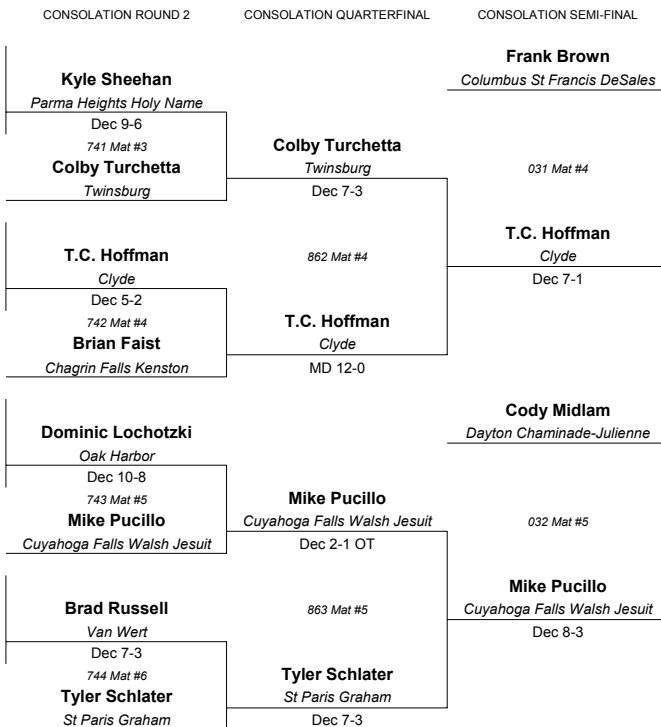 CONSOLATION ROUND 2
CONSOLATION QUARTERFINAL
CONSOLATION SEMI-FINAL
Kyle Sheehan
Parma Heights Holy Name
Dec 9-6
741 Mat #3
Colby Turchetta
Twinsburg
T.C. Hoffman
Clyde
Dec 5-2
742 Mat #4
Brian Faist
Chagrin Falls Kenston
Dominic Lochotzki
Oak Harbor
Dec 10-8
743 Mat #5
Mike Pucillo
Cuyahoga Falls Walsh Jesuit
Brad Russell
Van Wert
Dec 7-3
744 Mat #6
Tyler Schlater
St Paris Graham
Colby Turchetta
Twinsburg
Dec 7-3
862 Mat #4
T.C. Hoffman
Clyde
MD 12-0
Mike Pucillo
Cuyahoga Falls Walsh Jesuit
Dec 2-1 OT
863 Mat #5
Tyler Schlater
St Paris Graham
Dec 7-3
Frank Brown
Columbus St Francis DeSales
031 Mat #4
T.C. Hoffman
Clyde
Dec 7-1
Cody Midlam
Dayton Chaminade-Julienne
032 Mat #5
Mike Pucillo
Cuyahoga Falls Walsh Jesuit
Dec 8-3